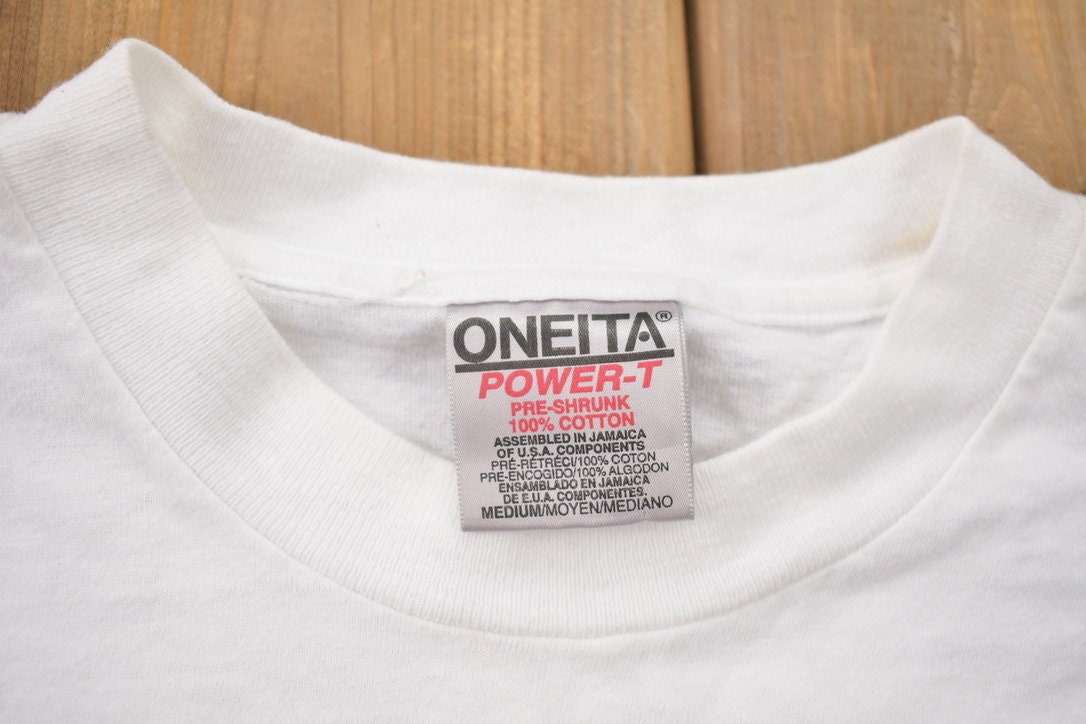 ONEITA®
POWER-T
PRE-SHRUNK
100% COTTON
ASSEMBLED IN JAMAICA
OF U.S.A. COMPONENTS
PRÉ-RÉTRÉCI/100% COTON
PRE-ENCOGIDO/100% ALGODON
ENSAMBLADO EN JAMAICA
DE E.U.A. COMPONENTES.
MEDIUM/MOYEN/MEDIANO